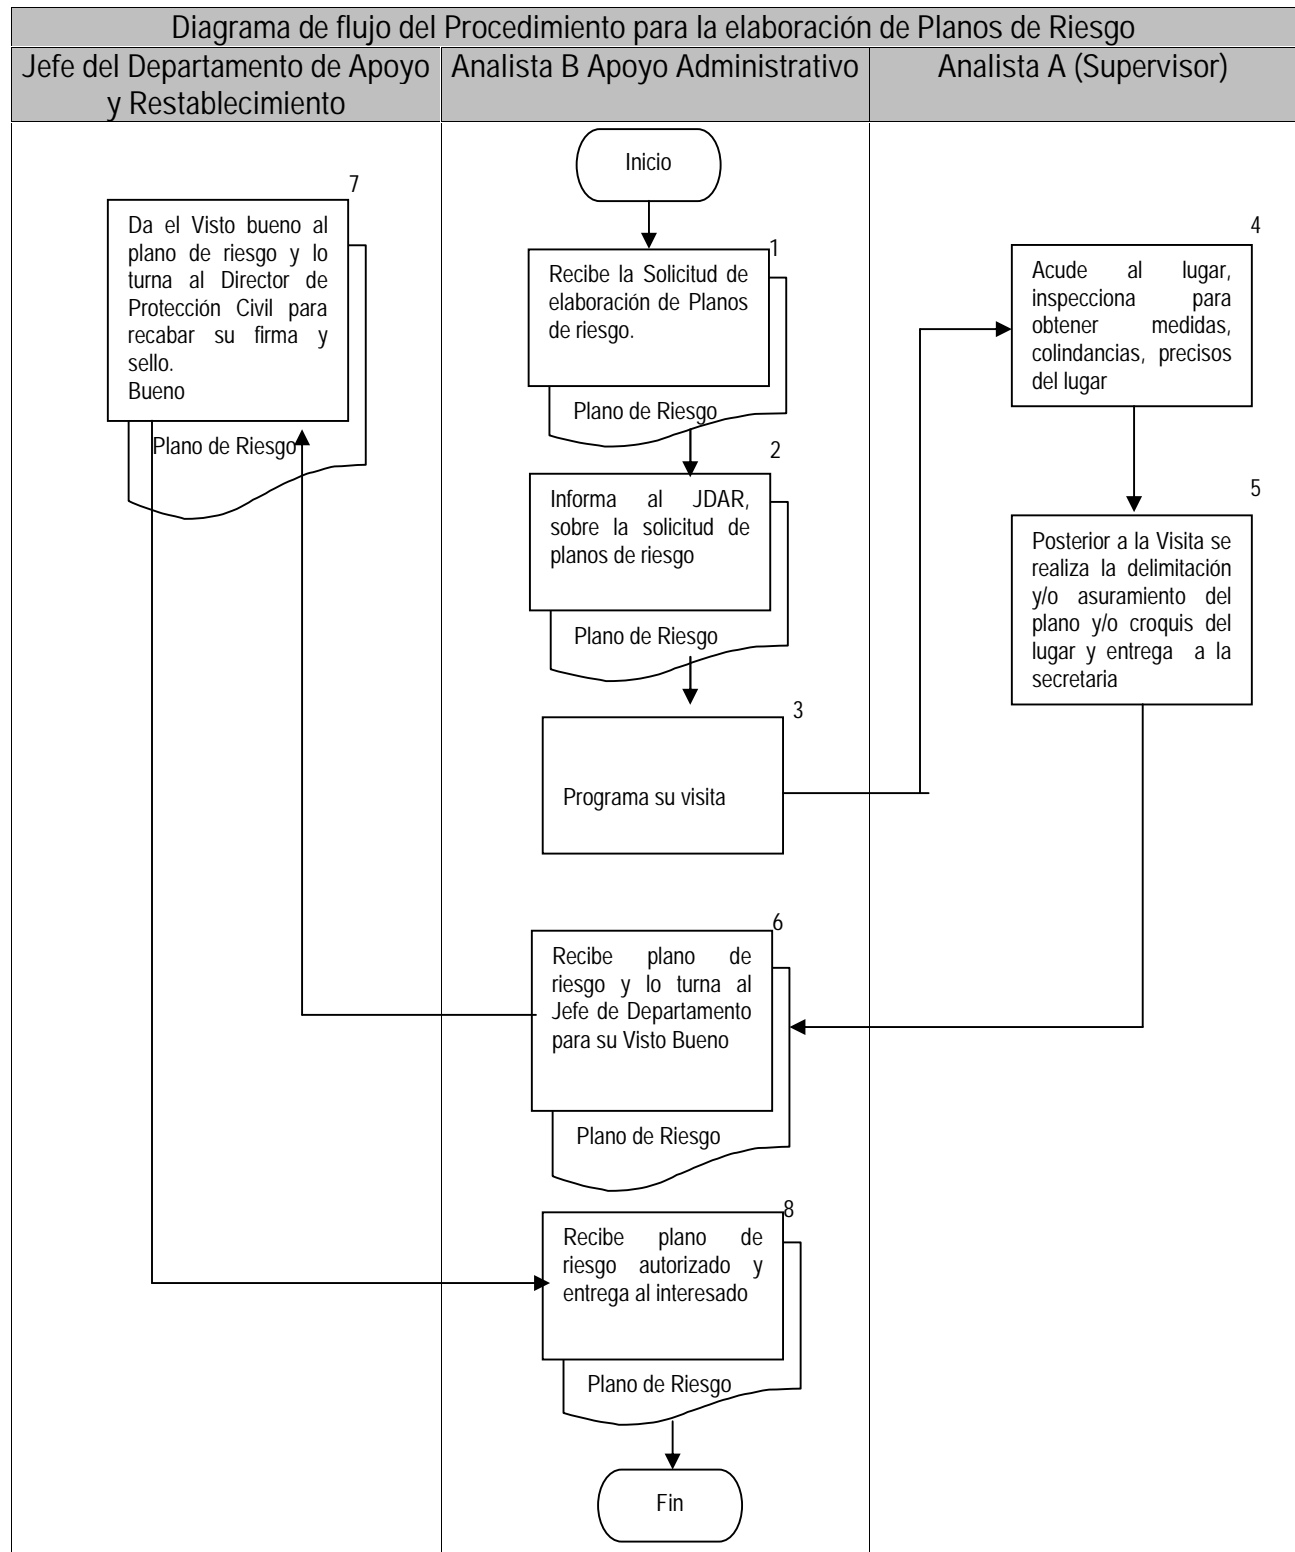 Diagrama de flujo del Procedimiento para la elaboración de Planos de Riesgo
Jefe del Departamento de Apoyo
y Restablecimiento
Analista B Apoyo Administrativo
Analista A (Supervisor)
Inicio
1
Recibe la Solicitud de
elaboración de Planos
de riesgo.
Plano de Riesgo
2
Informa al JDAR,
sobre la solicitud de
planos de riesgo
Plano de Riesgo
3
Programa su visita
4
Acude al lugar,
inspecciona para
obtener medidas,
colindancias, precisos
del lugar
5
Posterior a la Visita se
realiza la delimitación
y/o asuramiento del
plano y/o croquis del
lugar y entrega a la
secretaria
6
Recibe plano de
riesgo y lo turna al
Jefe de Departamento
para su Visto Bueno
Plano de Riesgo
7
Da el Visto bueno al
plano de riesgo y lo
turna al Director de
Protección Civil para
recabar su firma y
sello.
Bueno
Plano de Riesgo
8
Recibe plano de
riesgo autorizado y
entrega al interesado
Plano de Riesgo
Fin